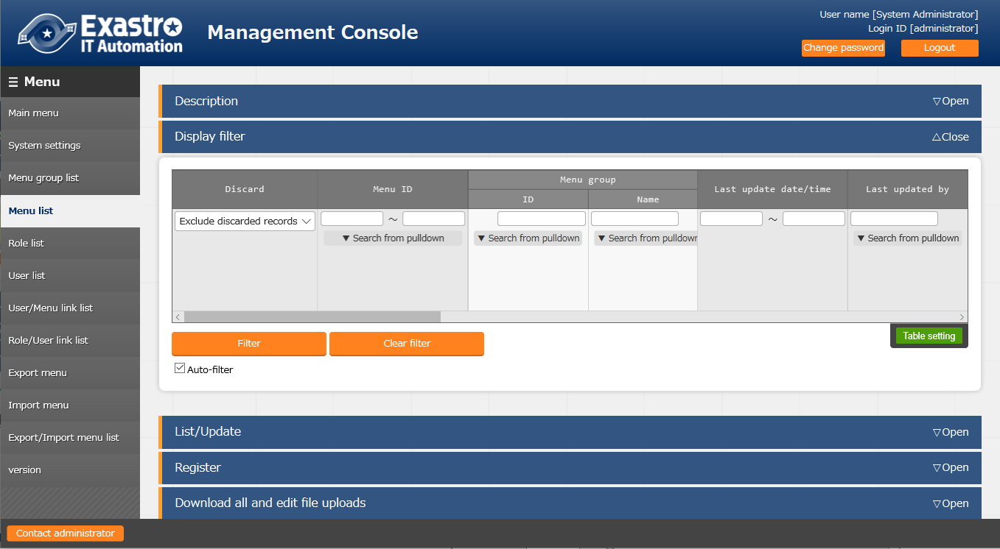 Exastro
IT Automation
Management Console
User name [System Administrator]
Login ID [administrator]
Change password
Logout
☰ Menu
Main menu
System settings
Menu group list
Menu list
Role list
User list
User/Menu link list
Role/User link list
Export menu
Import menu
Export/Import menu list
version
Description
▽Open
Display filter
△Close
Discard
Menu ID
Menu group
ID
Name
Last update date/time
Last updated by
Exclude discarded records
~
~
▼ Search from pulldown
▼ Search from pulldown
▼ Search from pulldown
▼ Search from pulldown
Filter
Clear filter
Table setting
Auto-filter
List/Update
▽Open
Register
▽Open
Download all and edit file uploads
▽Open
Contact administrator